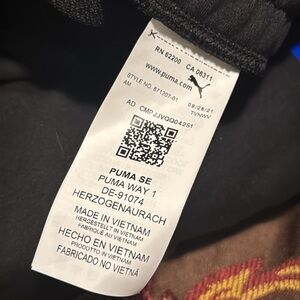 RN 62200 CA 06311
www.puma.com
STYLE NO. 671207-01
AM
09/28/21
TVNWV
AD CMPJJVGQ042S1
PUMA SE
PUMA WAY 1
DE-91074
HERZOGENAURACH
MADE IN VIETNAM
HERGESTELLT IN VIETNAM
FABRIQUÉ AU VIETNAM
HECHO EN VIETNAM
FABRICADO NO VIETNÃ